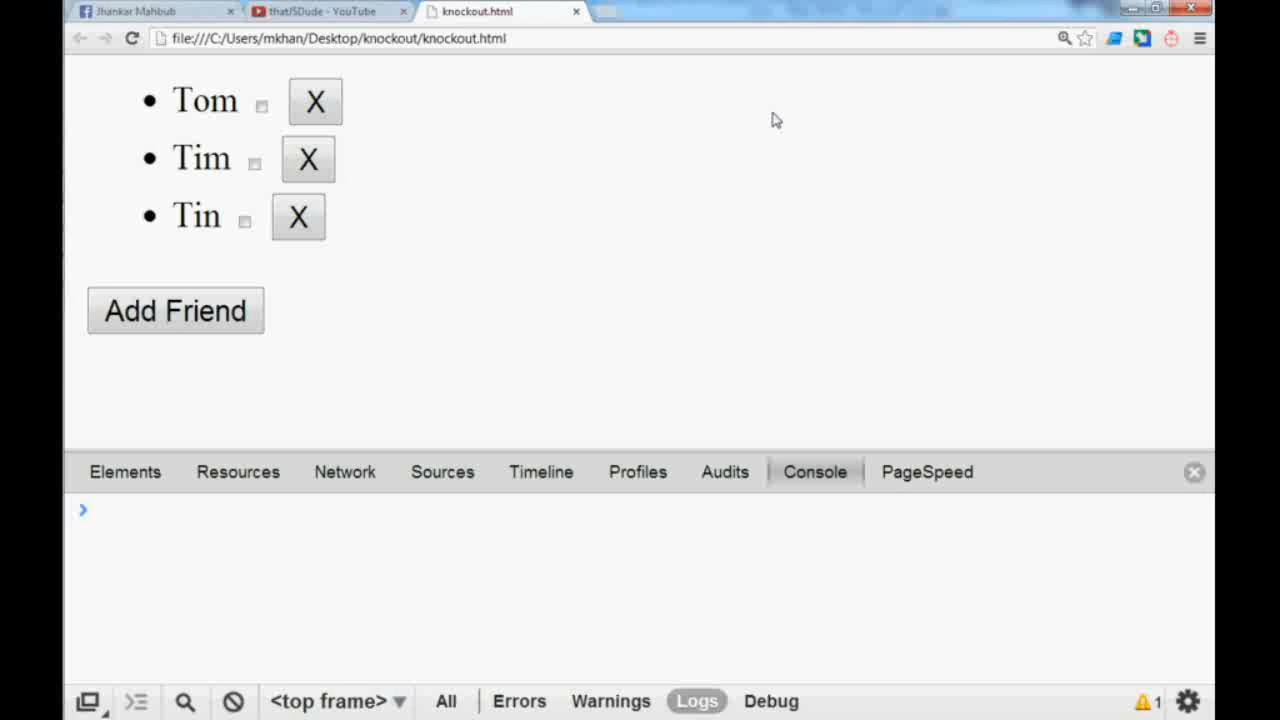 Jhankar Mahbub thatJSDude - YouTube knockout.html
file:///C:/Users/mkhan/Desktop/knockout/knockout.html
Tom X
Tim X
Tin X
Add Friend
Elements Resources Network Sources Timeline Profiles Audits Console PageSpeed
<top frame> All Errors Warnings Logs Debug 1